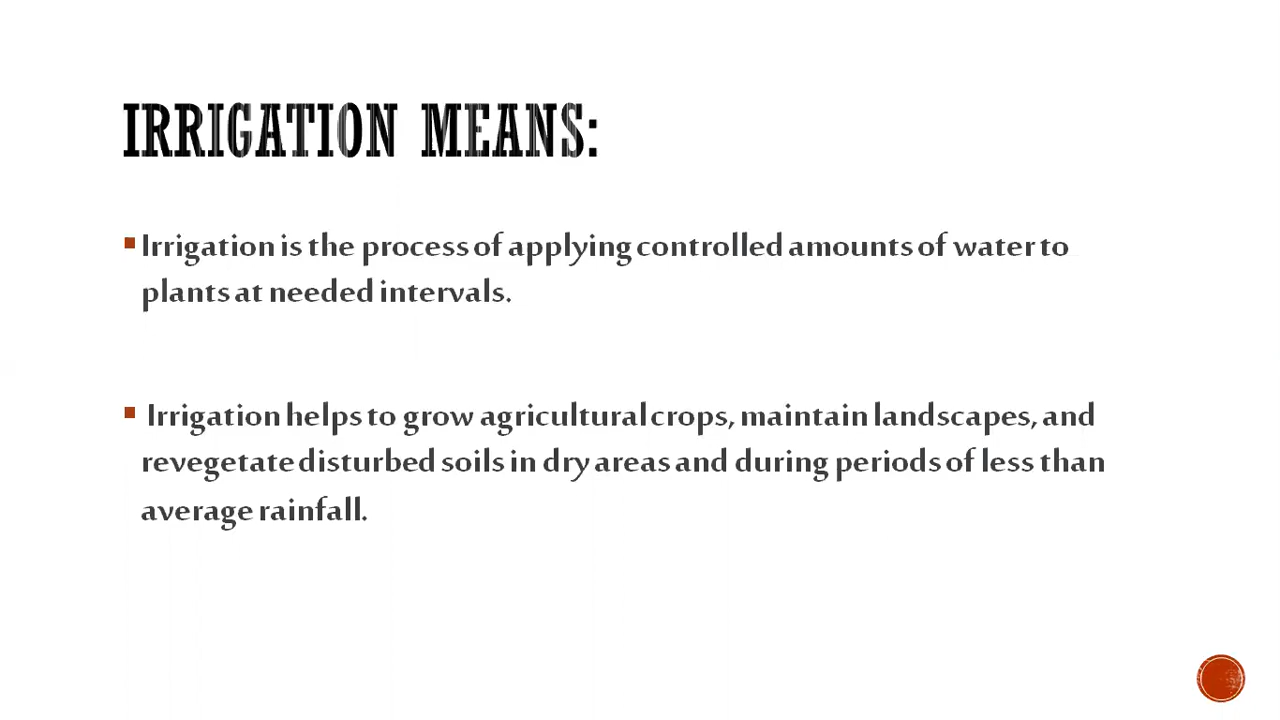 IRRIGATION MEANS:
Irrigation is the process of applying controlled amounts of water to
plants at needed intervals.
Irrigation helps to grow agricultural crops, maintain landscapes, and
revegetate disturbed soils in dry areas and during periods of less than
average rainfall.